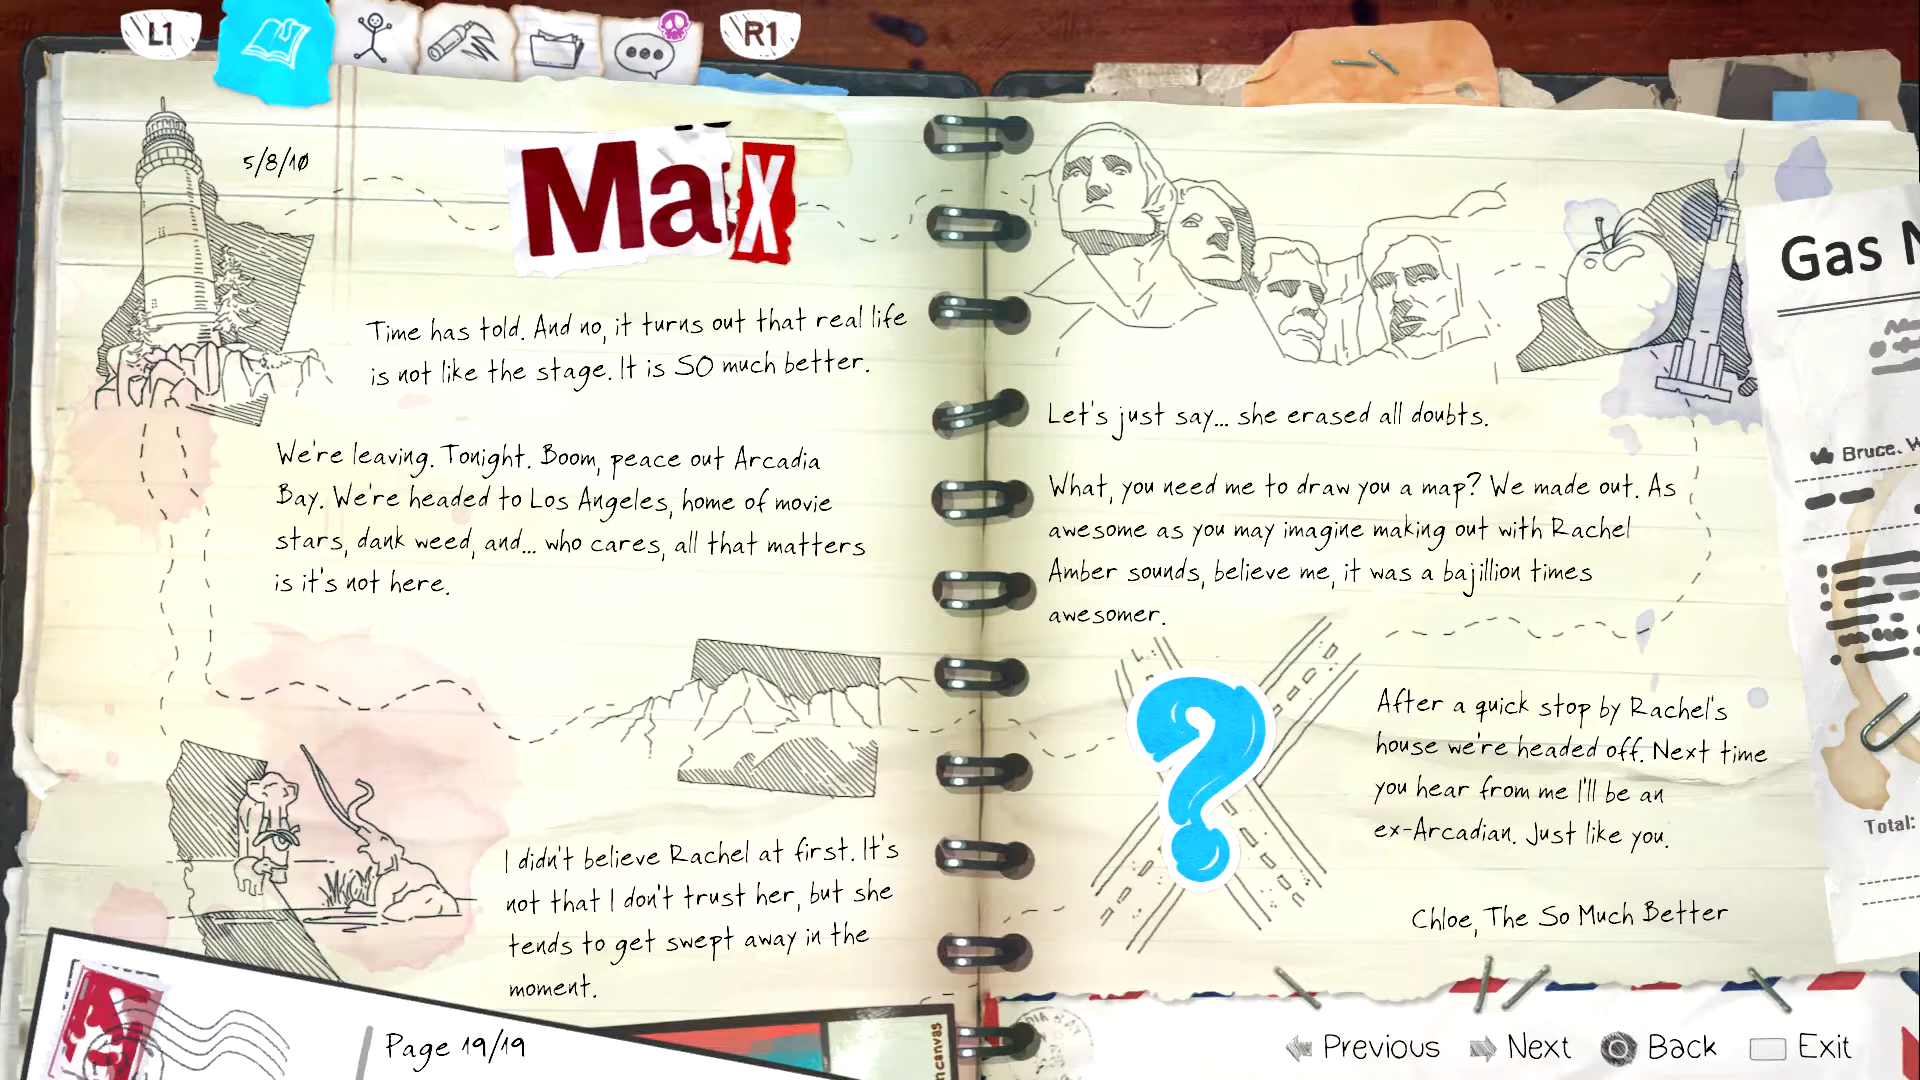 L1
R1
5/8/10
Max
Time has told. And no, it turns out that real life
is not like the stage. It is SO much better.
We're leaving. Tonight. Boom, peace out Arcadia
Bay. We're headed to Los Angeles, home of movie
stars, dank weed, and... who cares, all that matters
is it's not here.
I didn't believe Rachel at first. It's
not that I don't trust her, but she
tends to get swept away in the
moment.
Let's just say... she erased all doubts.
What, you need me to draw you a map? We made out. As
awesome as you may imagine making out with Rachel
Amber sounds, believe me, it was a bajillion times
awesomer.
?
After a quick stop by Rachel's
house we're headed off. Next time
you hear from me I'll be an
ex-Arcadian. Just like you.
Chloe, The So Much Better
Gas
Bruce. W
Total:
Page 19/19
Previous
Next
Back
Exit